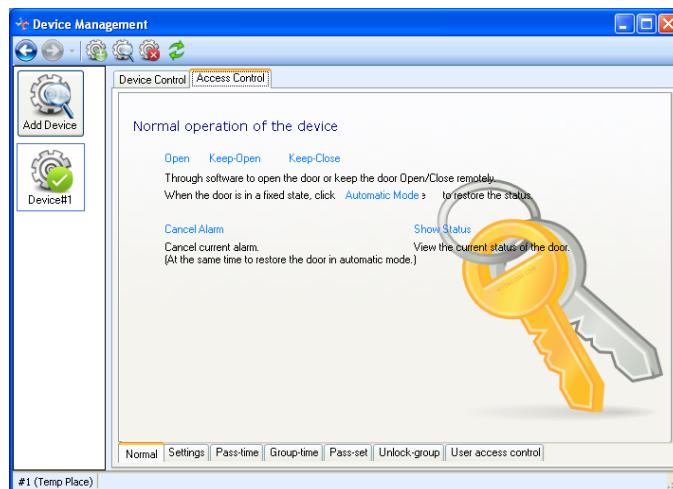 Device Management
Device Control Access Control
Add Device
Device#1
Normal operation of the device
Open Keep-Open Keep-Close
Through software to open the door or keep the door Open/Close remotely.
When the door is in a fixed state, click Automatic Mode to restore the status.
Cancel Alarm Show Status
Cancel current alarm. View the current status of the door.
(At the same time to restore the door in automatic mode.)
Normal Settings Pass-time Group-time Pass-set Unlock-group User access control
#1 (Temp Place)